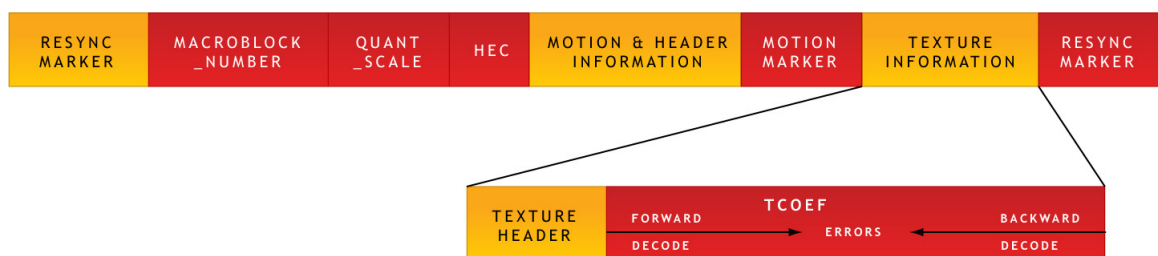 RESYNC
MARKER
MACROBLOCK
_NUMBER
QUANT
_SCALE
HEC
MOTION & HEADER
INFORMATION
MOTION
MARKER
TEXTURE
INFORMATION
RESYNC
MARKER
TEXTURE
HEADER
TCOEF
FORWARD
DECODE
ERRORS
BACKWARD
DECODE